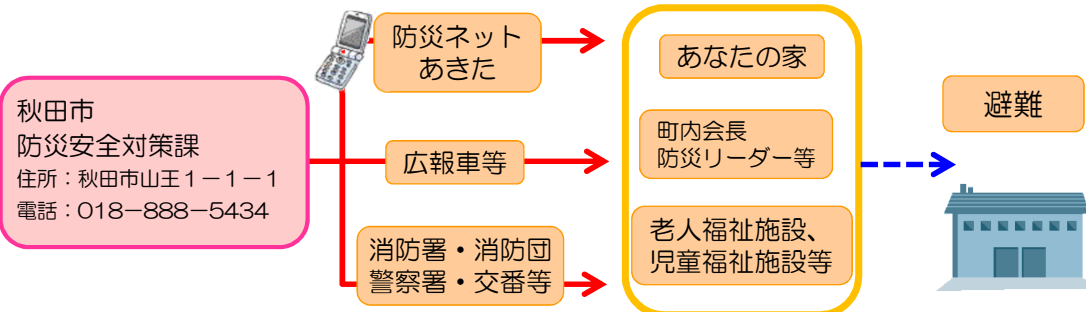 秋田市
防災安全対策課
住所：秋田市山王１－１－１
電話：018－888－5434
防災ネット
あきた
広報車等
消防署・消防団
警察署・交番等
あなたの家
町内会長
防災リーダー等
老人福祉施設、
児童福祉施設等
避難